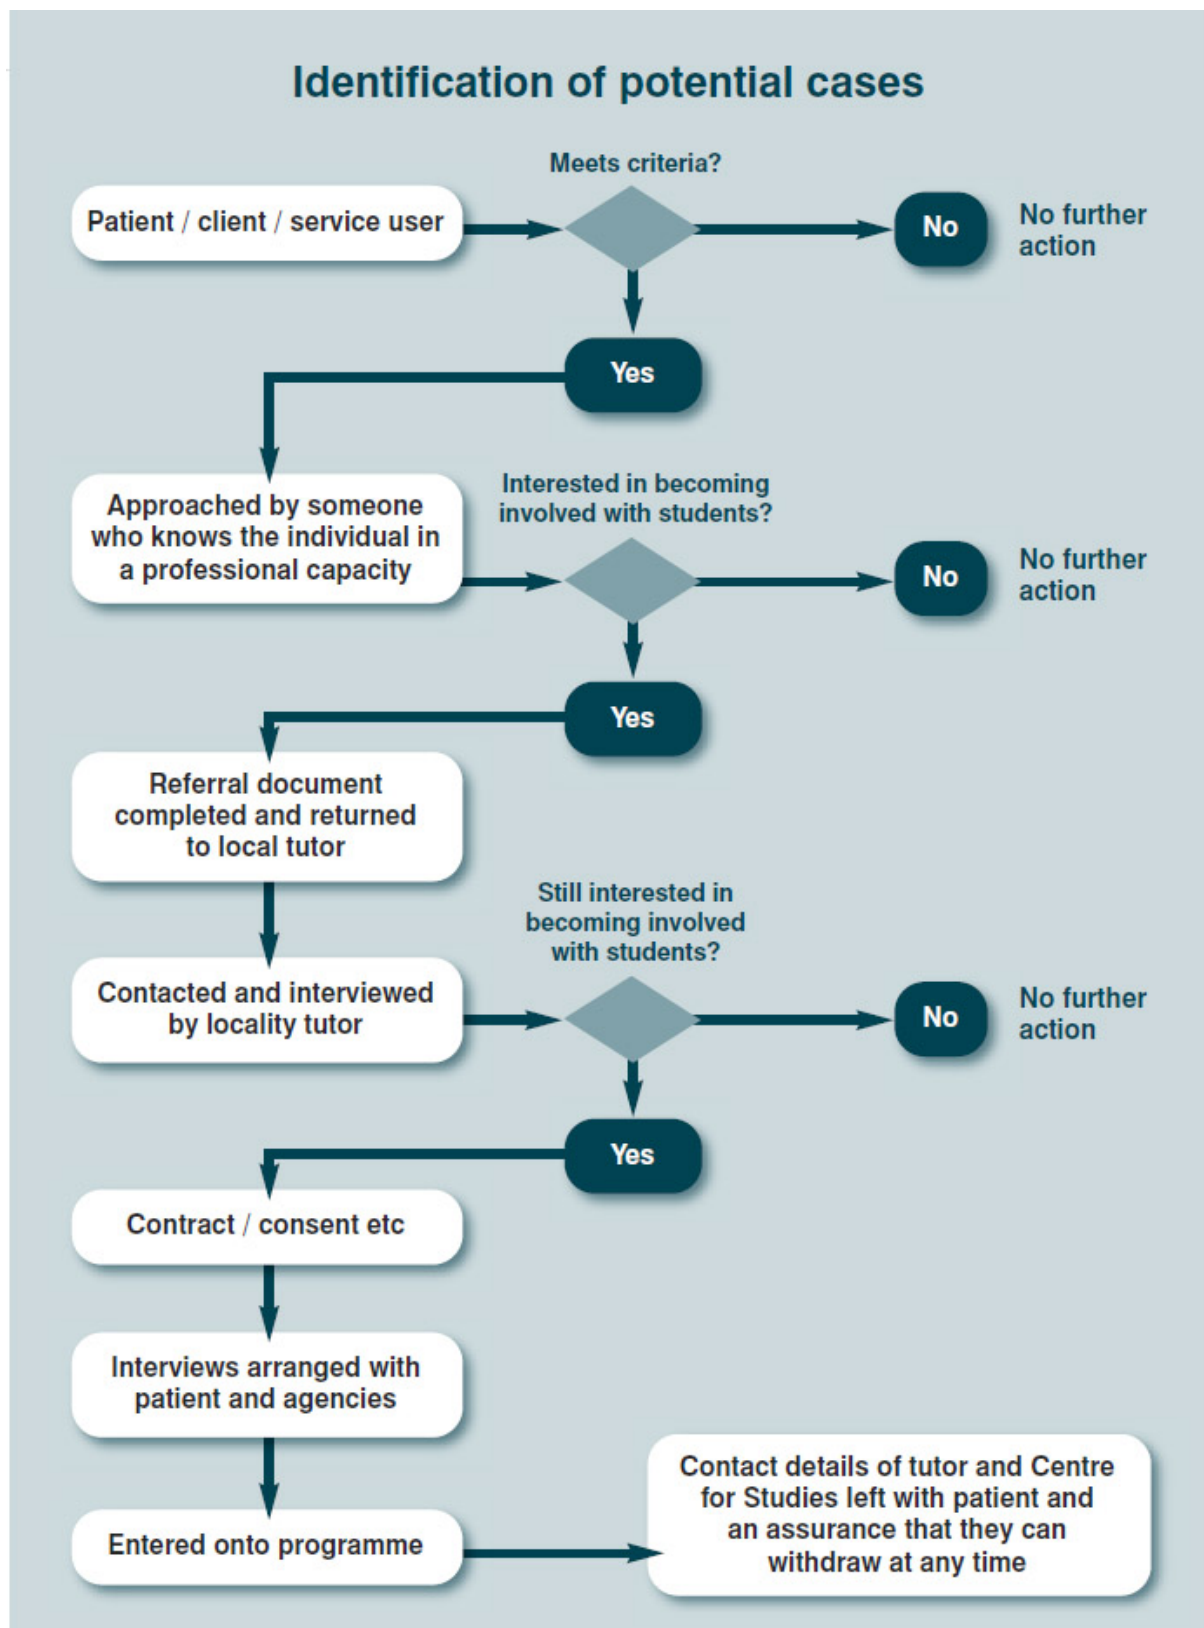 Identification of potential cases
Meets criteria?
Patient / client / service user
No
No further
action
Yes
Approached by someone
who knows the individual in
a professional capacity
Interested in becoming
involved with students?
No
No further
action
Yes
Referral document
completed and returned
to local tutor
Still interested in
becoming involved
with students?
Contacted and interviewed
by locality tutor
No
No further
action
Yes
Contract / consent etc
Interviews arranged with
patient and agencies
Entered onto programme
Contact details of tutor and Centre
for Studies left with patient and
an assurance that they can
withdraw at any time